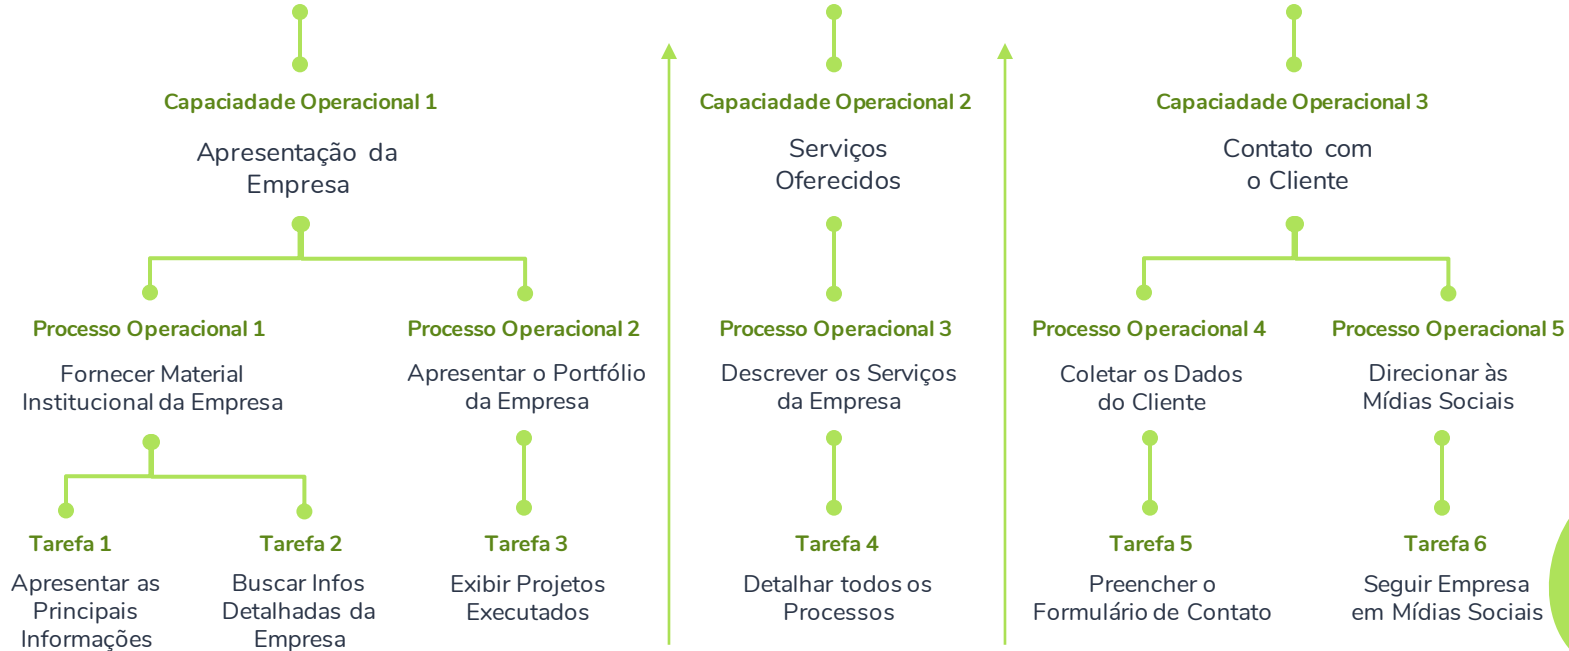 Capaciadade Operacional 1
Apresentação da
Empresa
Capaciadade Operacional 2
Serviços
Oferecidos
Capaciadade Operacional 3
Contato com
o Cliente
Processo Operacional 1
Fornecer Material
Institucional da Empresa
Processo Operacional 2
Apresentar o Portfólio
da Empresa
Processo Operacional 3
Descrever os Serviços
da Empresa
Processo Operacional 4
Coletar os Dados
do Cliente
Processo Operacional 5
Direcionar às
Mídias Sociais
Tarefa 1
Apresentar as
Principais
Informações
Tarefa 2
Buscar Infos
Detalhadas da
Empresa
Tarefa 3
Exibir Projetos
Executados
Tarefa 4
Detalhar todos os
Processos
Tarefa 5
Preencher o
Formulário de Contato
Tarefa 6
Seguir Empresa
em Mídias Sociais